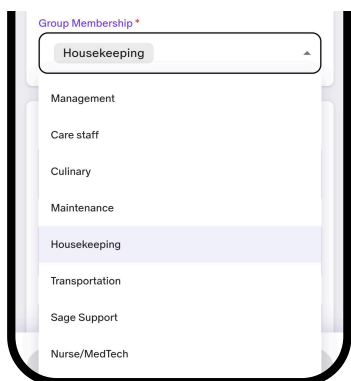 Group Membership *
Housekeeping
Management
Care staff
Culinary
Maintenance
Housekeeping
Transportation
Sage Support
Nurse/MedTech